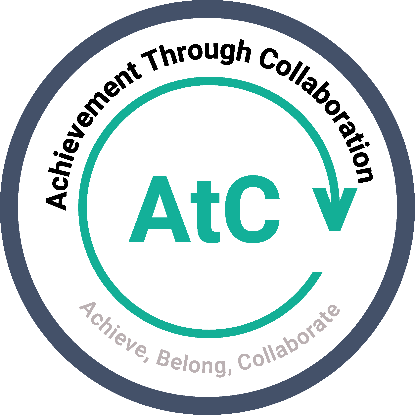 Achievement Through Collaboration
AtC
Achieve, Belong, Collaborate